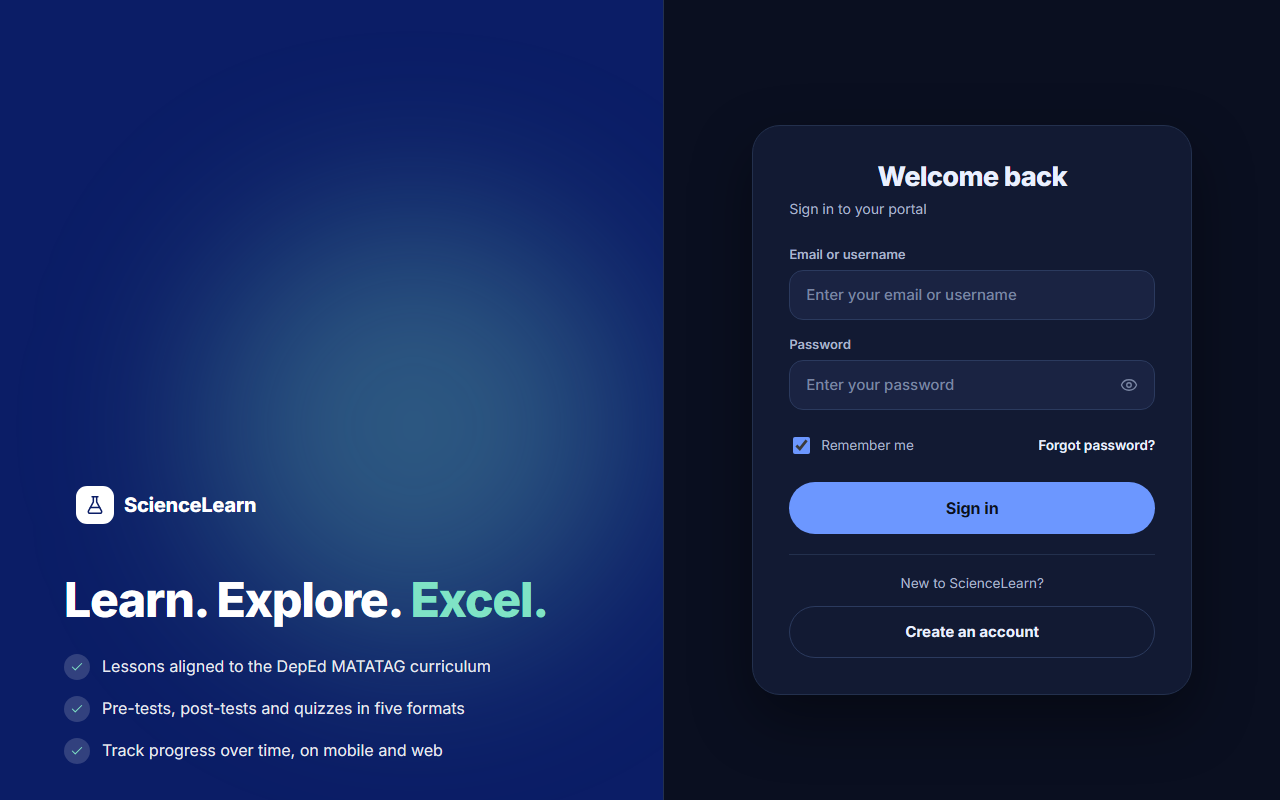 ScienceLearn
Learn. Explore. Excel.
Lessons aligned to the DepEd MATATAG curriculum
Pre-tests, post-tests and quizzes in five formats
Track progress over time, on mobile and web
Welcome back
Sign in to your portal
Email or username
Enter your email or username
Password
Enter your password
Remember me
Forgot password?
Sign in
New to ScienceLearn?
Create an account